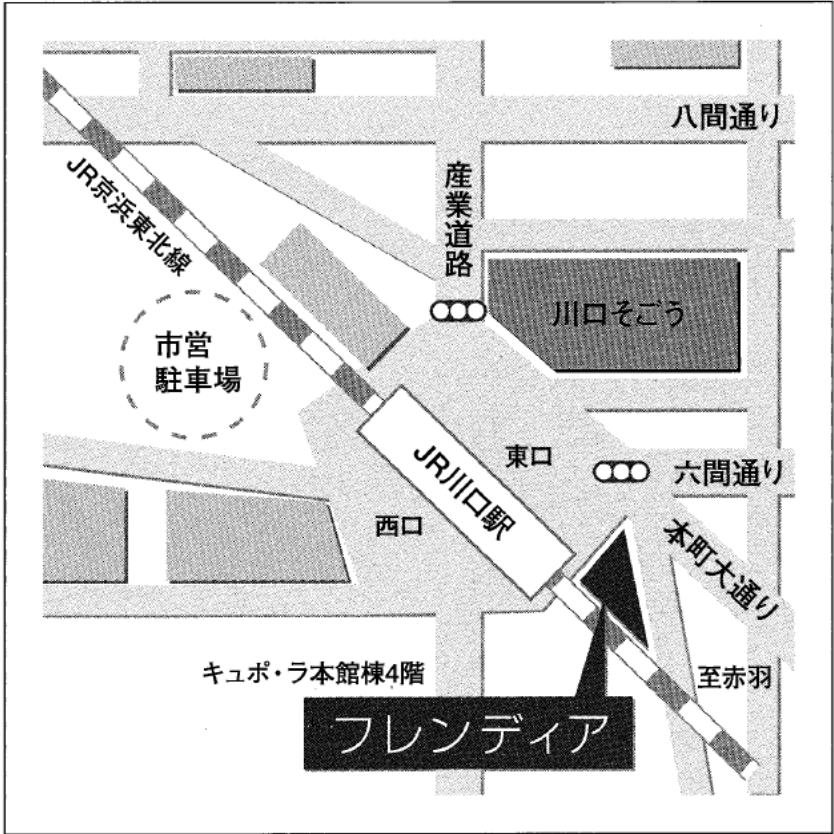 八間通り
産業道路
JR京浜東北線
川口そごう
市営
駐車場
東口
六間通り
JR川口駅
西口
本町大通り
キュポ・ラ本館棟4階
至赤羽
フレンディア